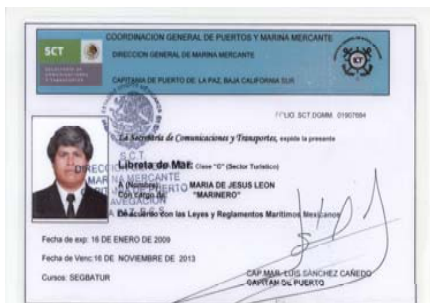 COORDINACION GENERAL DE PUERTOS Y MARINA MERCANTE
SCT
DIRECCION GENERAL DE MARINA MERCANTE
CAPITANIA DE PUERTO DE LA PAZ, BAJA CALIFORNIA SUR
SCT
FOLIO SCT.DGMM. 01907684
La Secretaría de Comunicaciones y Transportes, expide la presente
S.C.T.
Libreta de Mar Clase "C" (Sector Turístico)
MARINA MERCANTE
A (Nombre): MARIA DE JESUS LEON
Con cargo de: "MARINERO"
De acuerdo con las Leyes y Reglamentos Marítimos Mexicanos
Fecha de exp: 16 DE ENERO DE 2009
Fecha de Venc: 16 DE NOVIEMBRE DE 2013
Cursos: SEGBATUR
CAP.MAR. LUIS SANCHEZ CAÑEDO
CAPITAN DE PUERTO